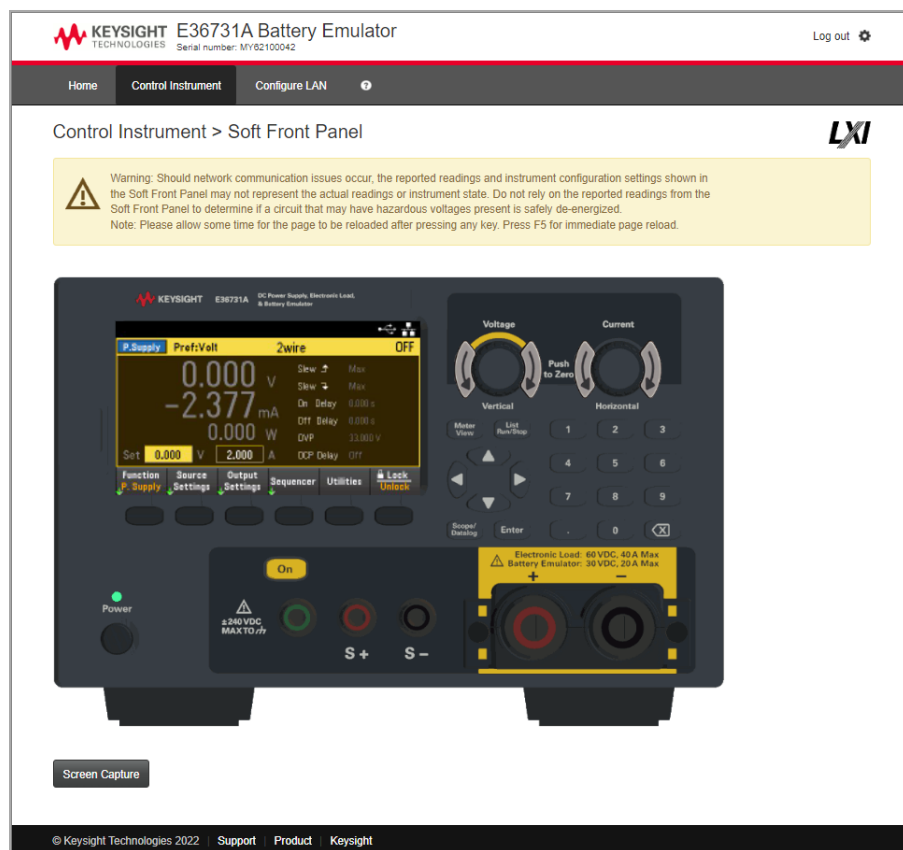 KEYSIGHT
TECHNOLOGIES
E36731A Battery Emulator
Serial number: MY62100042
Log out
Home Control Instrument Configure LAN ?
Control Instrument > Soft Front Panel
LXI
Warning: Should network communication issues occur, the reported readings and instrument configuration settings shown in
the Soft Front Panel may not represent the actual readings or instrument state. Do not rely on the reported readings from the
Soft Front Panel to determine if a circuit that may have hazardous voltages present is safely de-energized.
Note: Please allow some time for the page to be reloaded after pressing any key. Press F5 for immediate page reload.
KEYSIGHT E36731A DC Power Supply, Electronic Load,
& Battery Emulator
P.Supply Pref:Volt 2wire OFF
0.000 V Slew Max
-2.377 mA Slew Max
On Delay 0.000 s
Off Delay 0.000 s
0.000 W OVP 33.000 V
Set 0.000 V 2.000 A OCP Delay Off
Function Source Output Sequencer Utilities Lock
P. Supply Settings Settings Unlock
Voltage Current
Push
to Zero
Vertical Horizontal
Meter
View
List
Run/Stop
1 2 3
4 5 6
7 8 9
Scope/
Datalog
Enter . 0
On
Power
±240 VDC
MAX TO
S + S −
Electronic Load: 60 VDC, 40 A Max
Battery Emulator: 30 VDC, 20 A Max
+ −
Screen Capture
© Keysight Technologies 2022 | Support | Product | Keysight